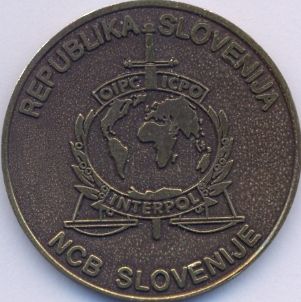 REPUBLIKA SLOVENIJA
OIPC ICPO
INTERPOL
NCB SLOVENIJE